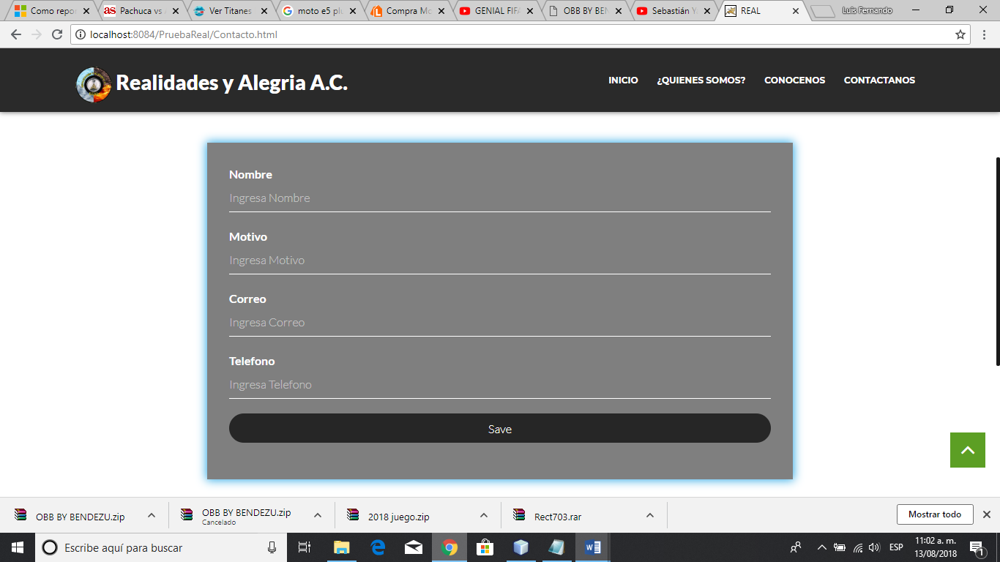 Como repor
Pachuca vs
Ver Titanes
moto e5 plu
Compra Mo
GENIAL FIFA
OBB BY BEN
Sebastián Y
REAL
Luis Fernando
localhost:8084/PruebaReal/Contacto.html
Realidades y Alegria A.C.
INICIO
¿QUIENES SOMOS?
CONOCENOS
CONTACTANOS
Nombre
Ingresa Nombre
Motivo
Ingresa Motivo
Correo
Ingresa Correo
Telefono
Ingresa Telefono
Save
OBB BY BENDEZU.zip
OBB BY BENDEZU.zip
Cancelado
2018 juego.zip
Rect703.rar
Mostrar todo
Escribe aquí para buscar
ESP
11:02 a. m.
13/08/2018
1